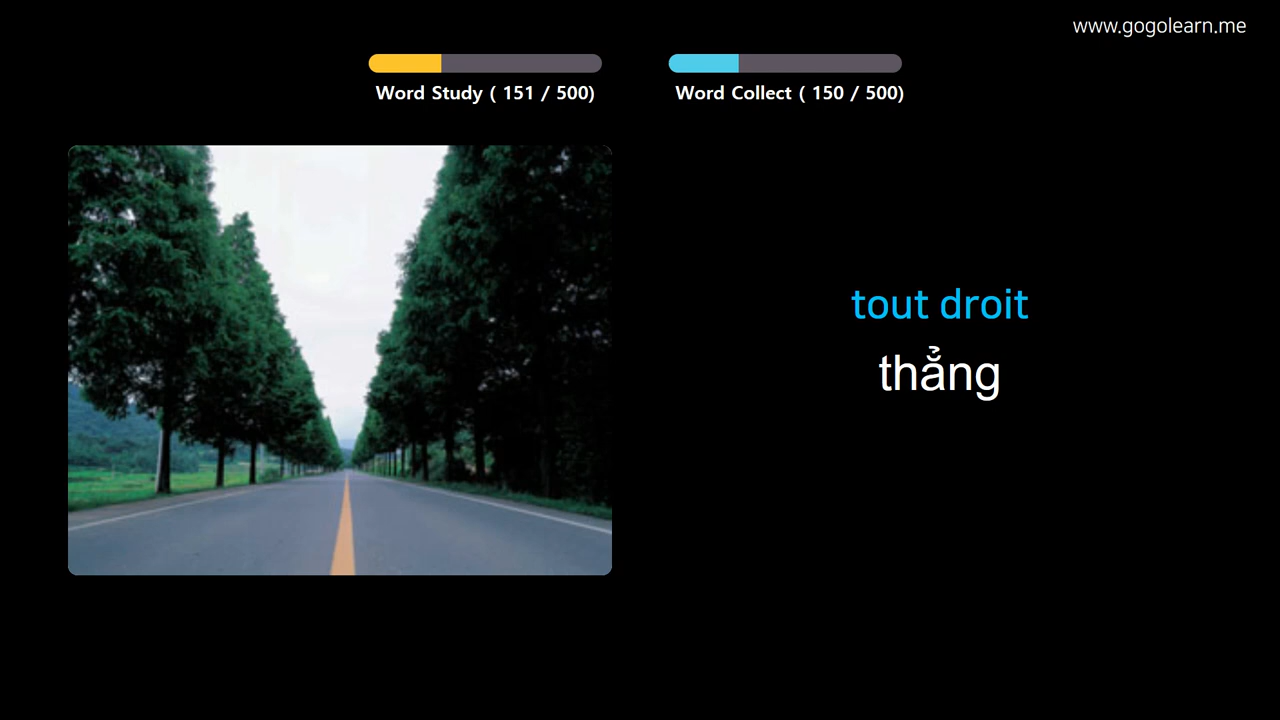 www.gogolearn.me
Word Study ( 151 / 500)
Word Collect ( 150 / 500)
tout droit
thẳng